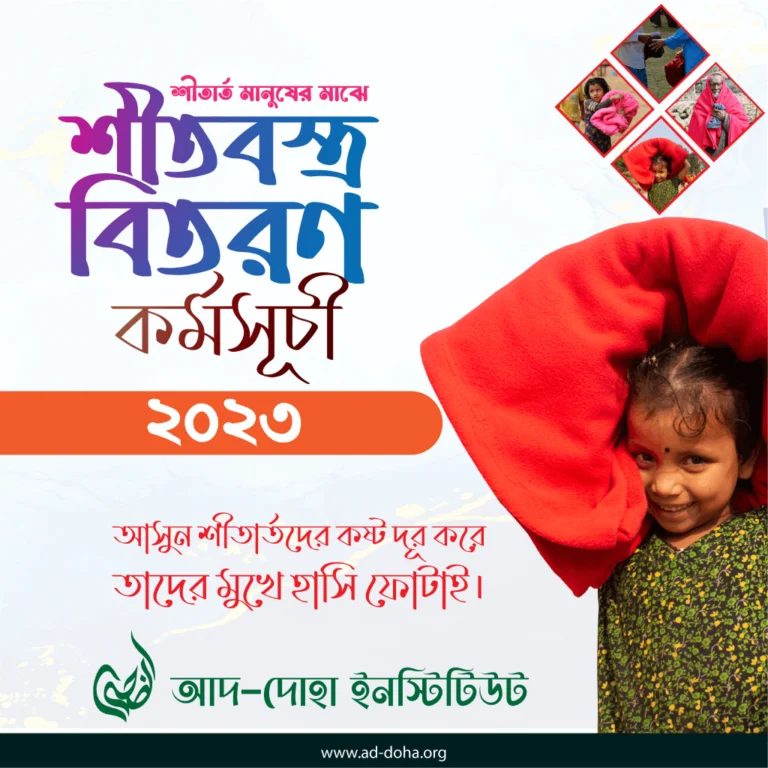 শীতার্ত মানুষের মাঝে
শীতবস্ত্র
বিতরণ
কর্মসূচী
২০২৩
আসুন শীতার্তদের কষ্ট দূর করে
তাদের মুখে হাসি ফোটাই।
আদ-দোহা ইনস্টিটিউট
www.ad-doha.org